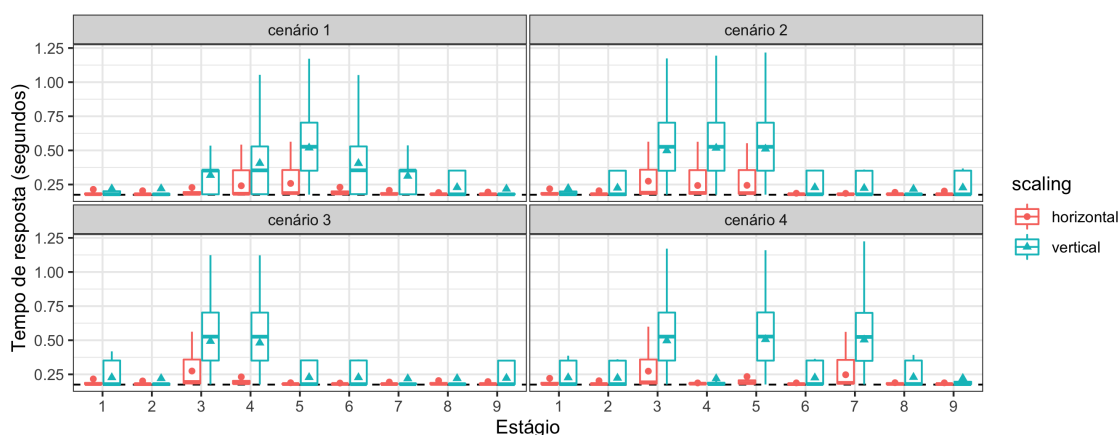 cenário 1
cenário 2
1.25
1.00
0.75
0.50
0.25
cenário 3
cenário 4
1.25
1.00
0.75
0.50
0.25
1 2 3 4 5 6 7 8 9
1 2 3 4 5 6 7 8 9
Estágio
Tempo de resposta (segundos)
scaling
horizontal
vertical